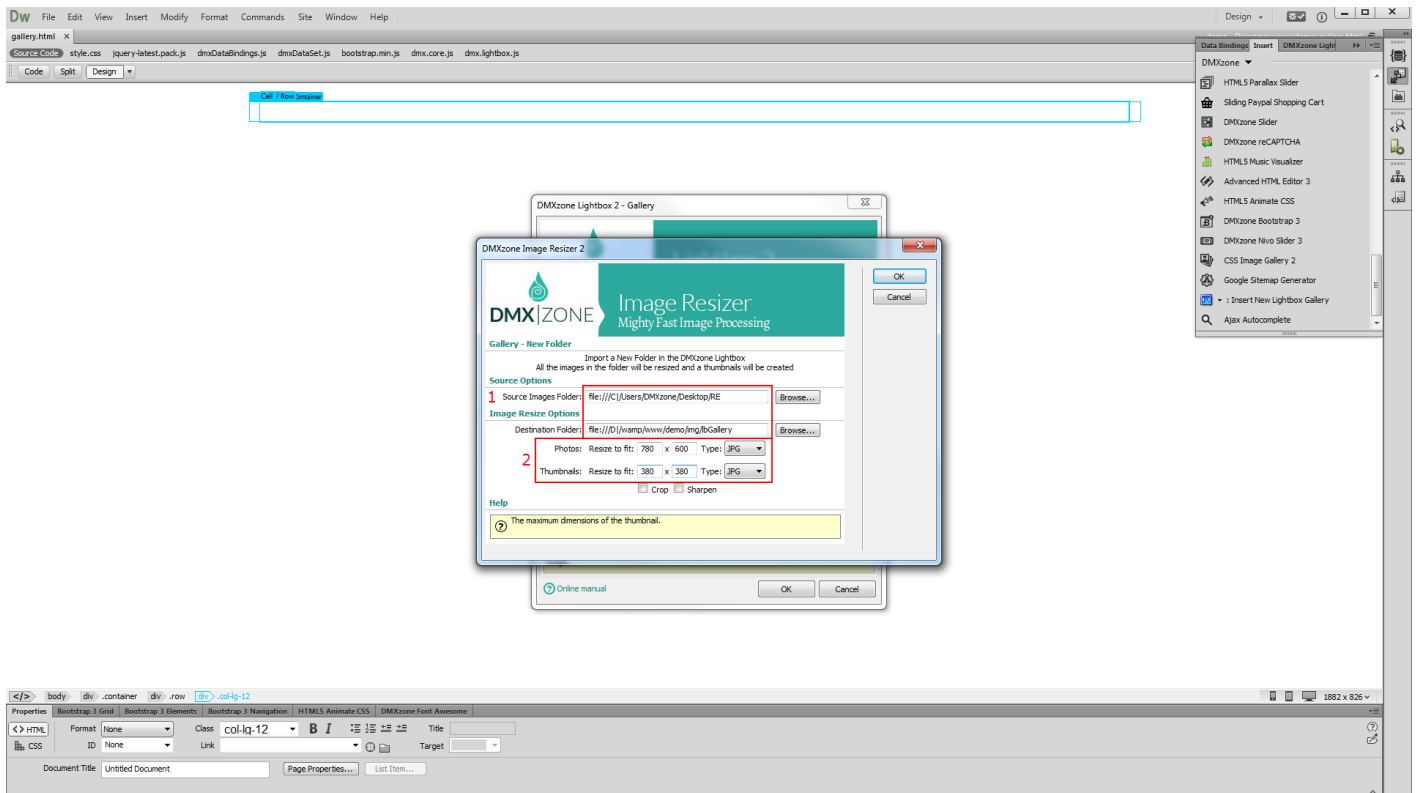 Dw File Edit View Insert Modify Format Commands Site Window Help Design
gallery.html ×
Source Code style.css jquery-latest.pack.js dmxDataBindings.js dmxDataSet.js bootstrap.min.js dmx.core.js dmx.lightbox.js
Code Split Design
Cell / Row
Data Bindings Insert DMXzone Light
DMXzone
HTML5 Parallax Slider
Sliding Paypal Shopping Cart
DMXzone Slider
DMXzone reCAPTCHA
HTML5 Music Visualizer
Advanced HTML Editor 3
HTML5 Animate CSS
DMXzone Bootstrap 3
DMXzone Nivo Slider 3
CSS Image Gallery 2
Google Sitemap Generator
: Insert New Lightbox Gallery
Ajax Autocomplete
DMXzone Lightbox 2 - Gallery
DMXzone Image Resizer 2
DMX|ZONE
Image Resizer
Mighty Fast Image Processing
OK
Cancel
Gallery - New Folder
Import a New Folder in the DMXzone Lightbox
All the images in the folder will be resized and a thumbnails will be created
Source Options
1 Source Images Folder: file:///C|/Users/DMXzone/Desktop/RE Browse...
Image Resize Options
Destination Folder: file:///D|/wamp/www/demo/img/lbGallery Browse...
2
Photos: Resize to fit: 780 x 600 Type: JPG
Thumbnails: Resize to fit: 380 x 380 Type: JPG
Crop Sharpen
Help
The maximum dimensions of the thumbnail.
Online manual OK Cancel
</> body div .container div .row div .col-lg-12 1882 x 826
Properties Bootstrap 3 Grid Bootstrap 3 Elements Bootstrap 3 Navigation HTML5 Animate CSS DMXzone Font Awesome
<> HTML Format None Class col-lg-12 B I Title
CSS ID None Link Target
Document Title Untitled Document Page Properties... List Item...